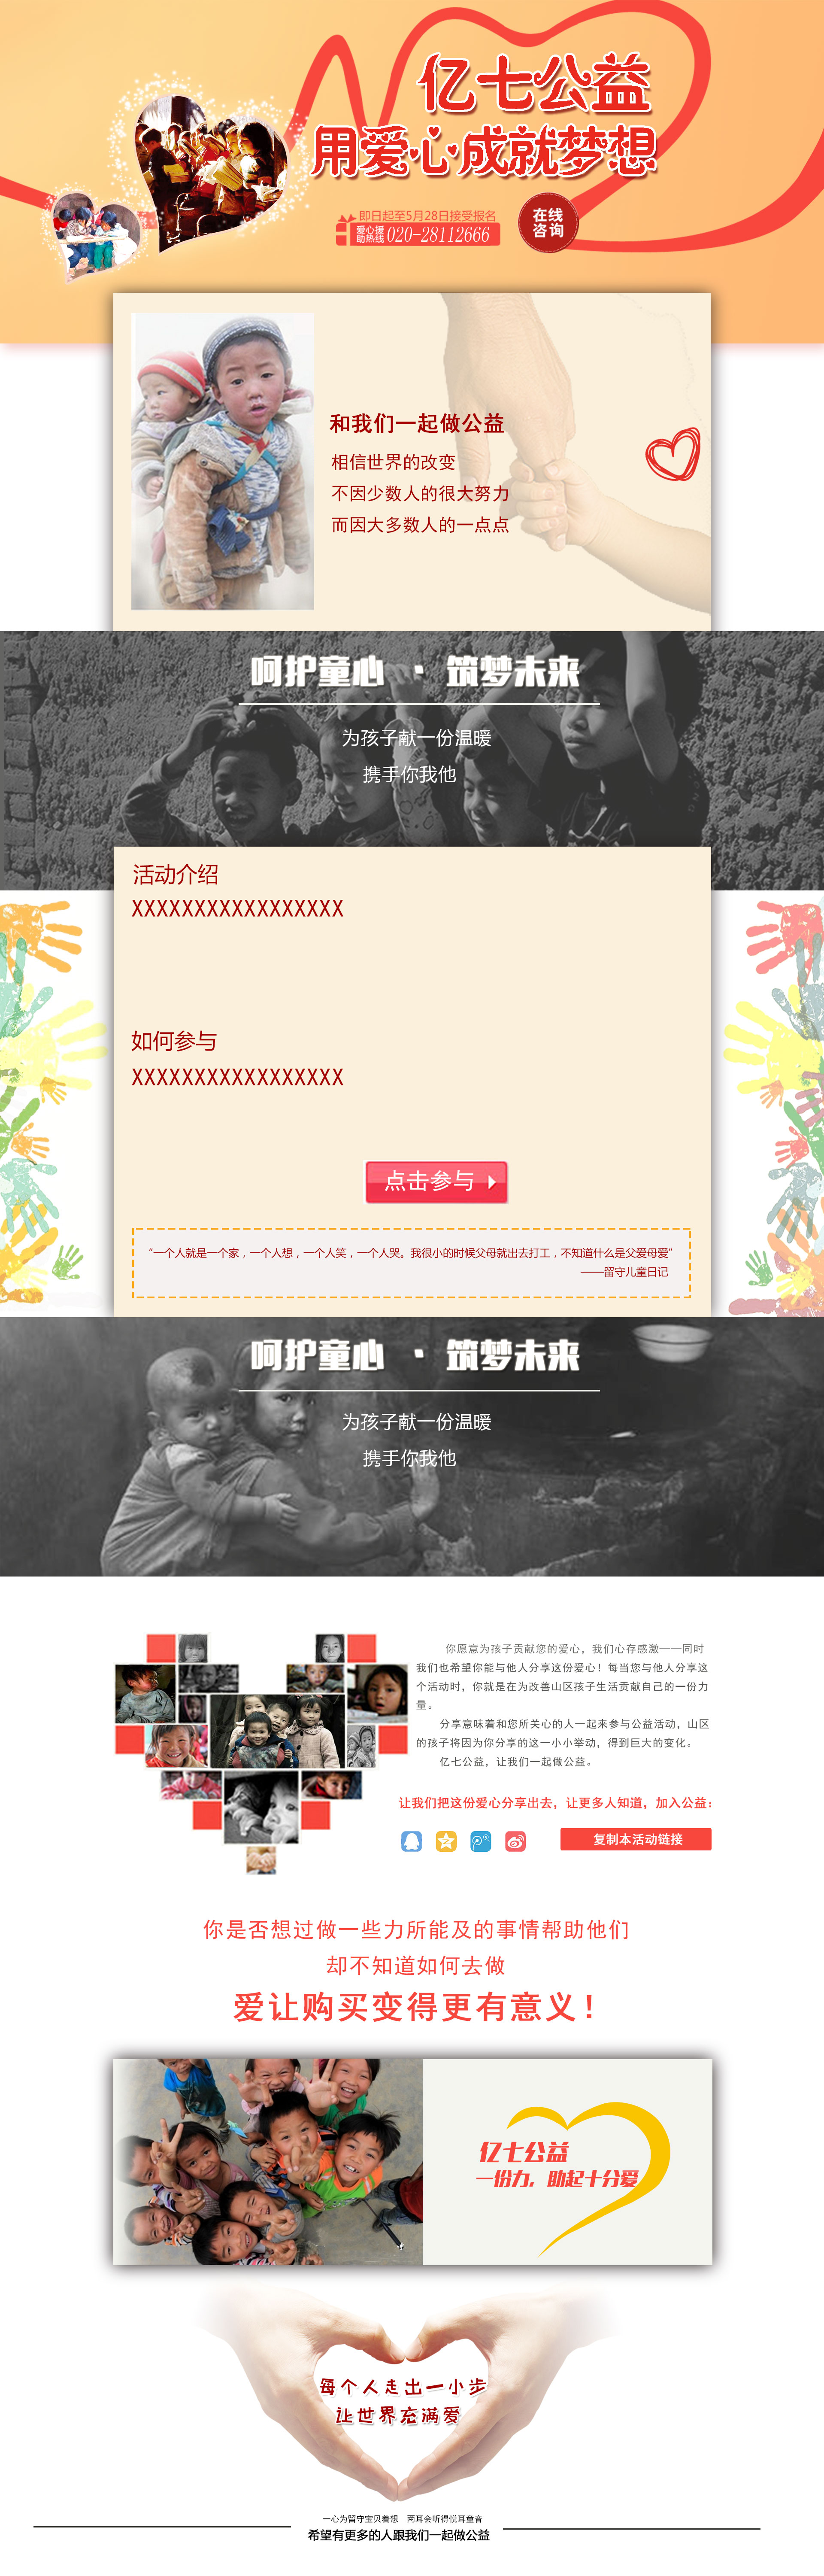 亿七公益
用爱心成就梦想
即日起至5月28日接受报名
爱心援
助热线 020-28112666
在线
咨询
和我们一起做公益
相信世界的改变
不因少数人的很大努力
而因大多数人的一点点
呵护童心 · 筑梦未来
为孩子献一份温暖
携手你我他
活动介绍
XXXXXXXXXXXXXXXXX
如何参与
XXXXXXXXXXXXXXXXX
点击参与
“一个人就是一个家，一个人想，一个人笑，一个人哭。我很小的时候父母就出去打工，不知道什么是父爱母爱”
——留守儿童日记
呵护童心 · 筑梦未来
为孩子献一份温暖
携手你我他
你愿意为孩子贡献您的爱心，我们心存感激——同时
我们也希望你能与他人分享这份爱心！每当您与他人分享这
个活动时，你就是在为改善山区孩子生活贡献自己的一份力
量。
分享意味着和您所关心的人一起来参与公益活动，山区
的孩子将因为你分享的这一小小举动，得到巨大的变化。
亿七公益，让我们一起做公益。
让我们把这份爱心分享出去，让更多人知道，加入公益：
复制本活动链接
你是否想过做一些力所能及的事情帮助他们
却不知道如何去做
爱让购买变得更有意义！
亿七公益
一份力，助起十分爱
每个人走出一小步
让世界充满爱
一心为留守宝贝着想 两耳会听得悦耳童音
希望有更多的人跟我们一起做公益